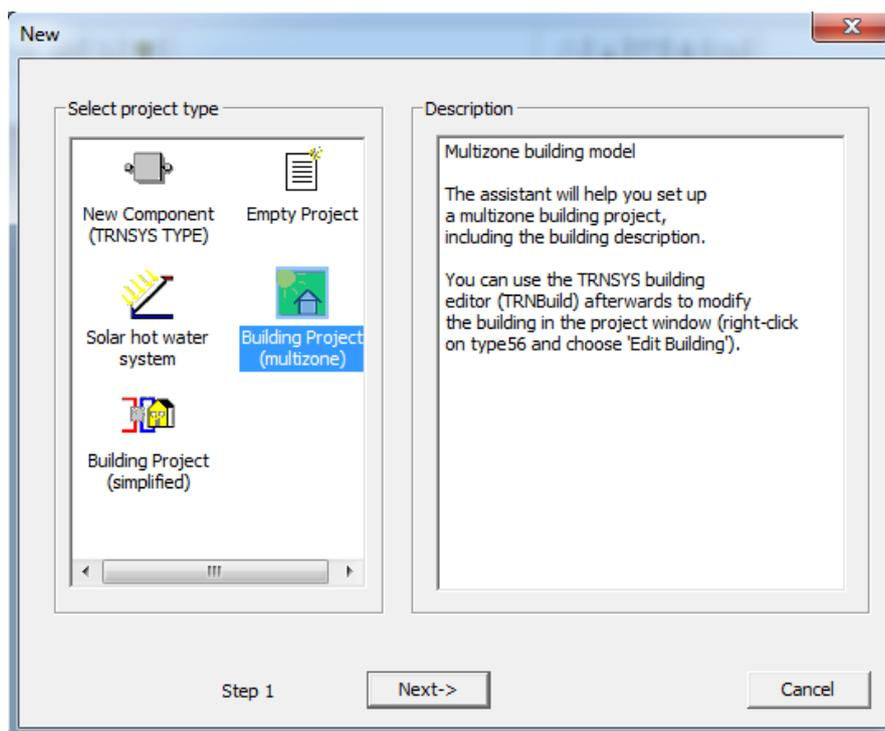 New
Select project type
New Component
(TRNSYS TYPE)
Empty Project
Solar hot water
system
Building Project
(multizone)
Building Project
(simplified)
Description
Multizone building model
The assistant will help you set up
a multizone building project,
including the building description.
You can use the TRNSYS building
editor (TRNBuild) afterwards to modify
the building in the project window (right-click
on type56 and choose 'Edit Building').
Step 1
Next->
Cancel